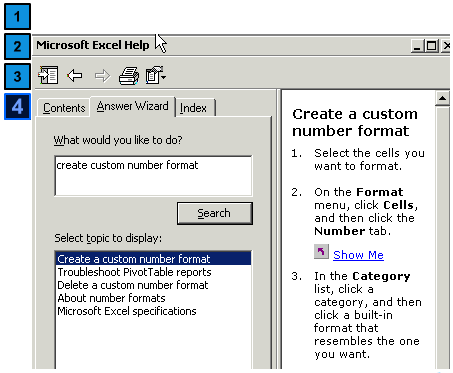 1
2
Microsoft Excel Help
3
4
Contents
Answer Wizard
Index
What would you like to do?
create custom number format
Search
Select topic to display:
Create a custom number format
Troubleshoot PivotTable reports
Delete a custom number format
About number formats
Microsoft Excel specifications
Create a custom
number format
1. Select the cells you
want to format.
2. On the Format
menu, click Cells,
and then click the
Number tab.
Show Me
3. In the Category
list, click a
category, and then
click a built-in
format that
resembles the one
you want.